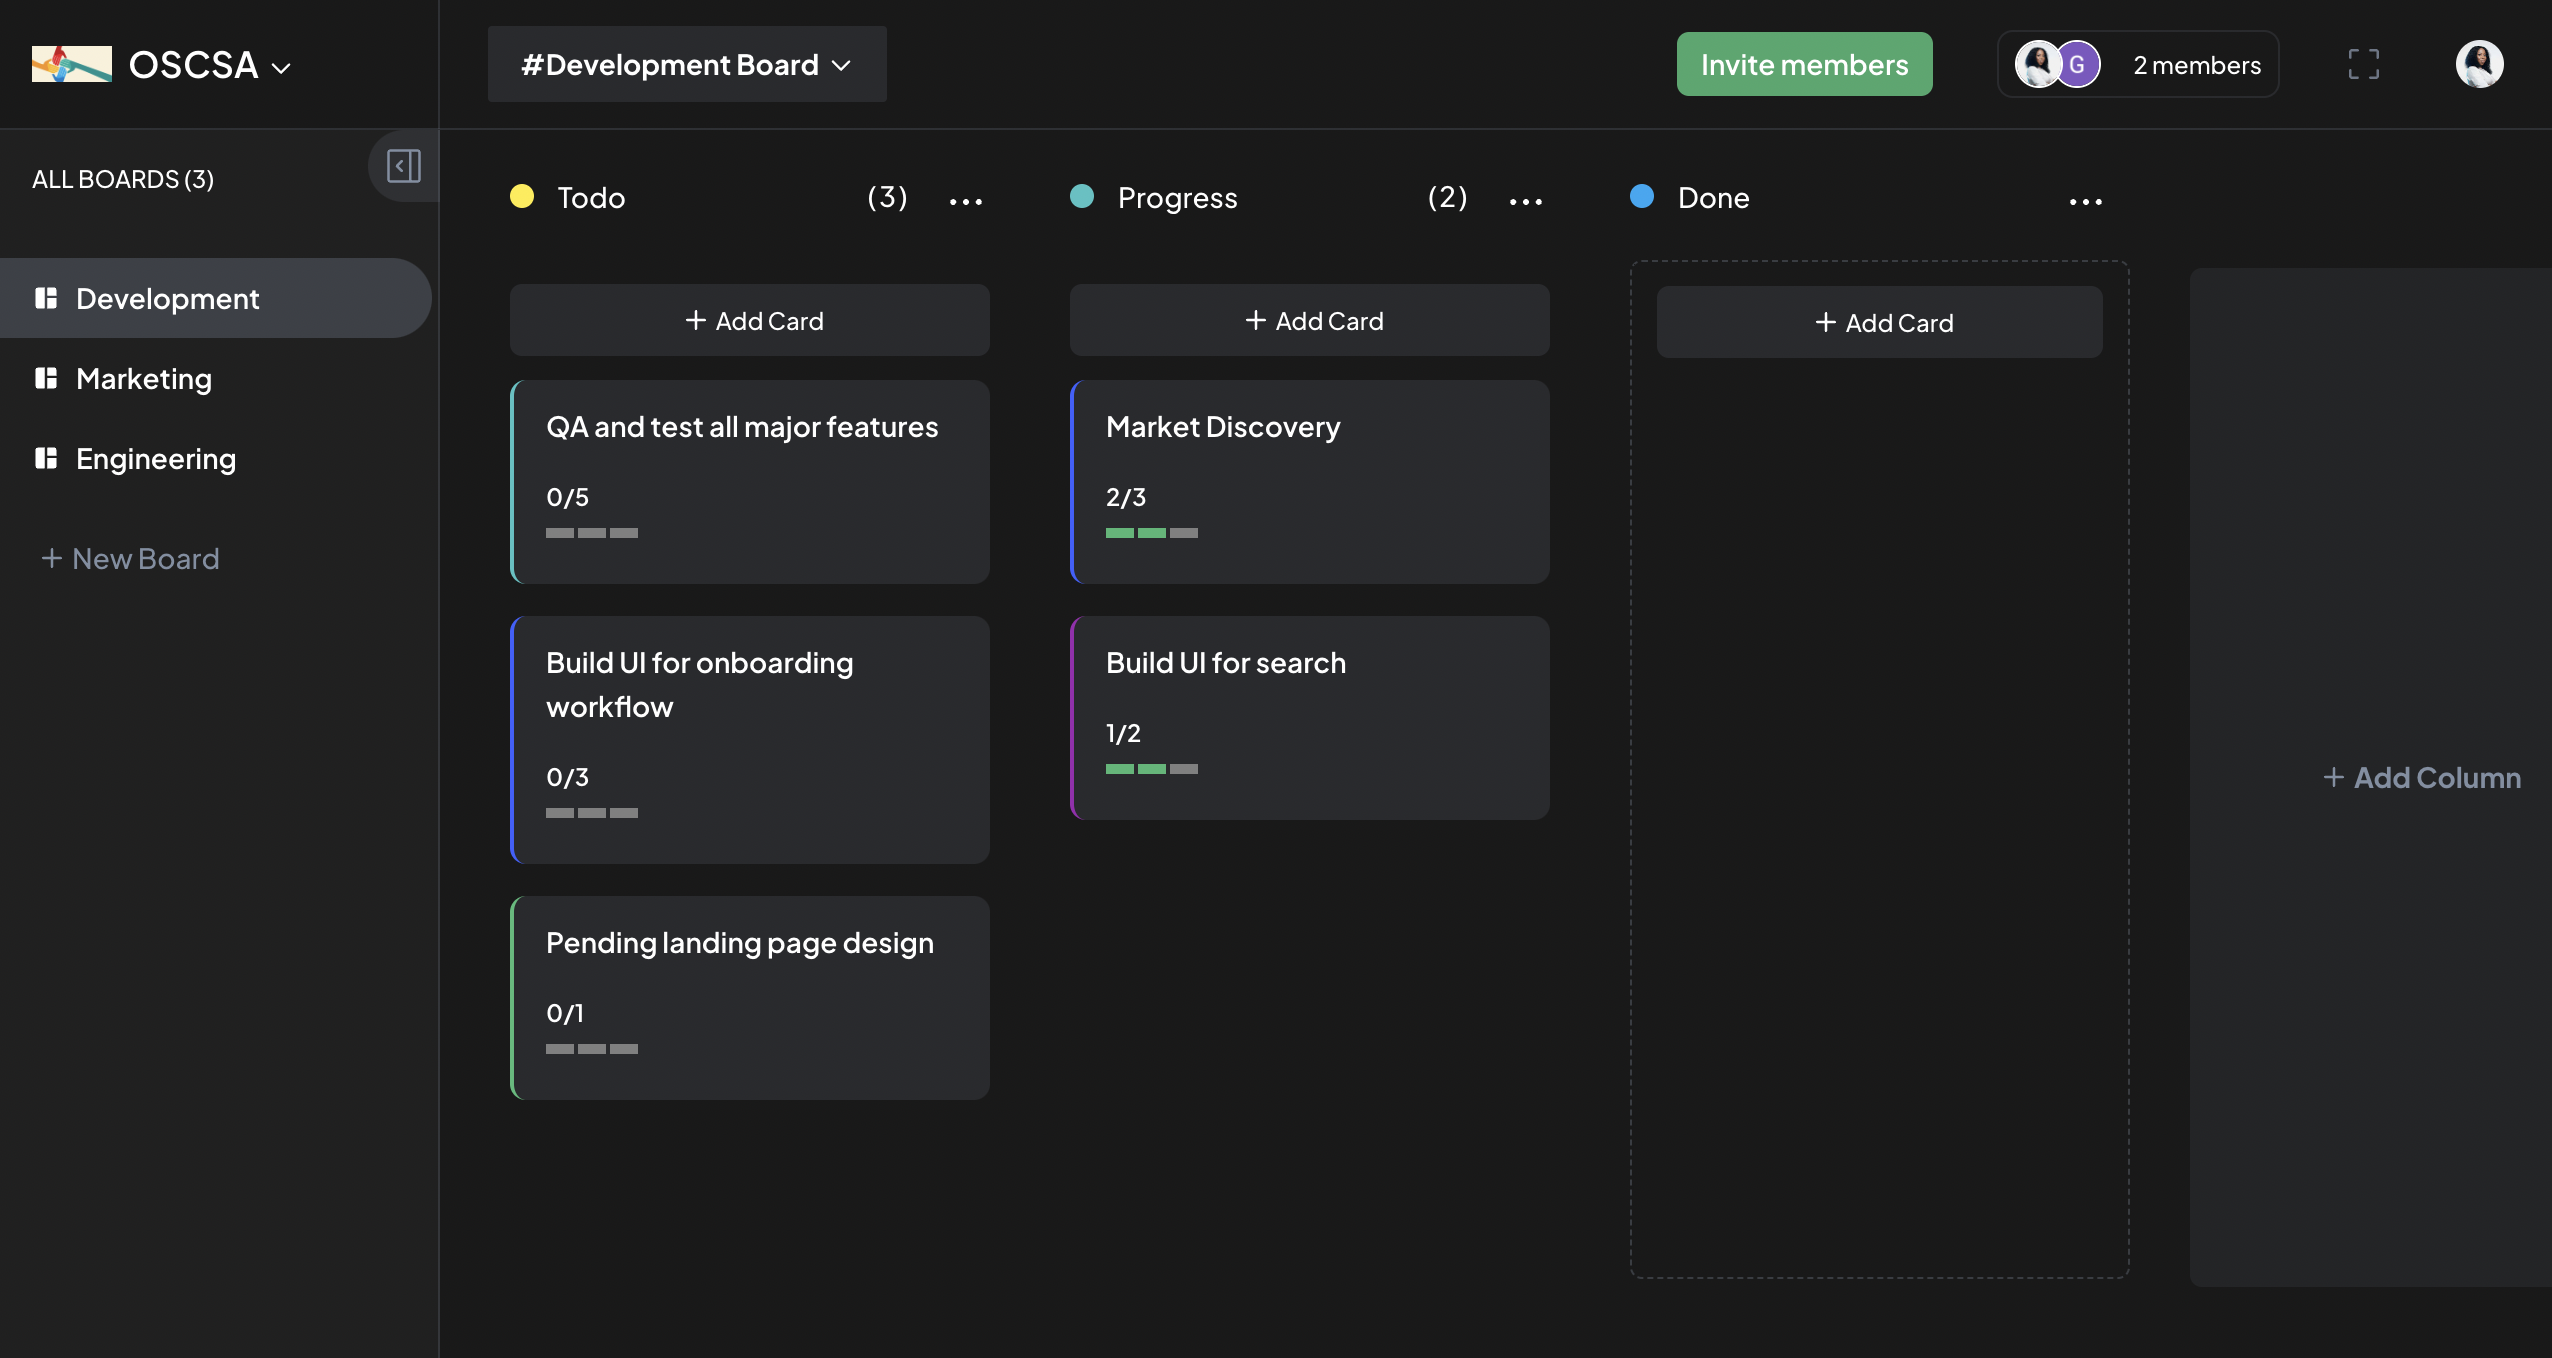 OSCSA
#Development Board
Invite members
G
2 members
ALL BOARDS (3)
Development
Marketing
Engineering
+ New Board
Todo
(3)
+ Add Card
QA and test all major features
0/5
Build UI for onboarding
workflow
0/3
Pending landing page design
0/1
Progress
(2)
+ Add Card
Market Discovery
2/3
Build UI for search
1/2
Done
+ Add Card
+ Add Column